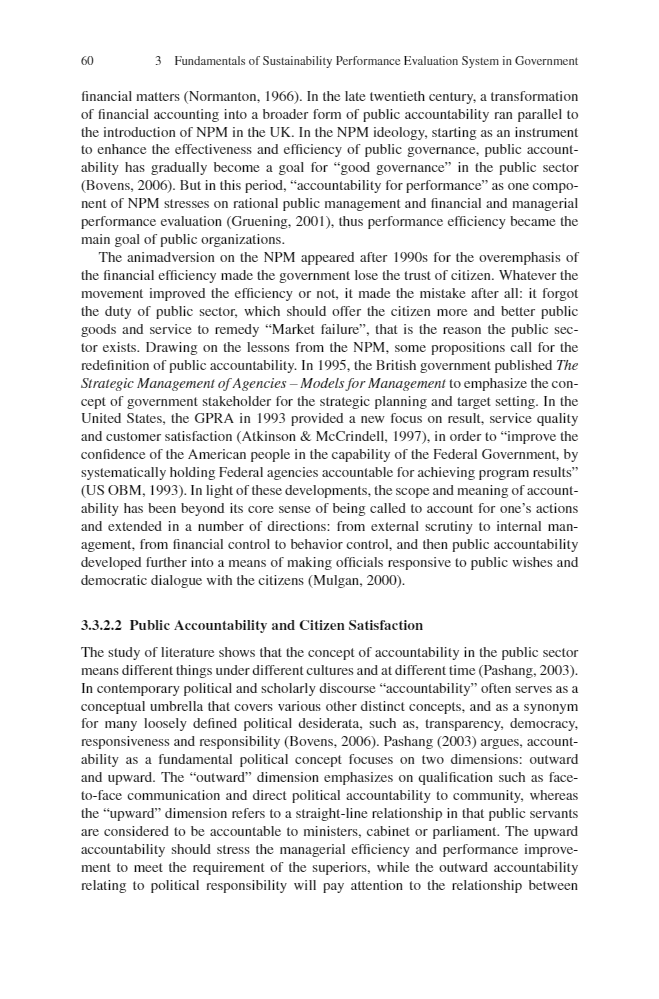 60 3 Fundamentals of Sustainability Performance Evaluation System in Government
financial matters (Normanton, 1966). In the late twentieth century, a transformation
of financial accounting into a broader form of public accountability ran parallel to
the introduction of NPM in the UK. In the NPM ideology, starting as an instrument
to enhance the effectiveness and efficiency of public governance, public account-
ability has gradually become a goal for “good governance” in the public sector
(Bovens, 2006). But in this period, “accountability for performance” as one compo-
nent of NPM stresses on rational public management and financial and managerial
performance evaluation (Gruening, 2001), thus performance efficiency became the
main goal of public organizations.
The animadversion on the NPM appeared after 1990s for the overemphasis of
the financial efficiency made the government lose the trust of citizen. Whatever the
movement improved the efficiency or not, it made the mistake after all: it forgot
the duty of public sector, which should offer the citizen more and better public
goods and service to remedy “Market failure”, that is the reason the public sec-
tor exists. Drawing on the lessons from the NPM, some propositions call for the
redefinition of public accountability. In 1995, the British government published The
Strategic Management of Agencies – Models for Management to emphasize the con-
cept of government stakeholder for the strategic planning and target setting. In the
United States, the GPRA in 1993 provided a new focus on result, service quality
and customer satisfaction (Atkinson & McCrindell, 1997), in order to “improve the
confidence of the American people in the capability of the Federal Government, by
systematically holding Federal agencies accountable for achieving program results”
(US OBM, 1993). In light of these developments, the scope and meaning of account-
ability has been beyond its core sense of being called to account for one’s actions
and extended in a number of directions: from external scrutiny to internal man-
agement, from financial control to behavior control, and then public accountability
developed further into a means of making officials responsive to public wishes and
democratic dialogue with the citizens (Mulgan, 2000).
3.3.2.2 Public Accountability and Citizen Satisfaction
The study of literature shows that the concept of accountability in the public sector
means different things under different cultures and at different time (Pashang, 2003).
In contemporary political and scholarly discourse “accountability” often serves as a
conceptual umbrella that covers various other distinct concepts, and as a synonym
for many loosely defined political desiderata, such as, transparency, democracy,
responsiveness and responsibility (Bovens, 2006). Pashang (2003) argues, account-
ability as a fundamental political concept focuses on two dimensions: outward
and upward. The “outward” dimension emphasizes on qualification such as face-
to-face communication and direct political accountability to community, whereas
the “upward” dimension refers to a straight-line relationship in that public servants
are considered to be accountable to ministers, cabinet or parliament. The upward
accountability should stress the managerial efficiency and performance improve-
ment to meet the requirement of the superiors, while the outward accountability
relating to political responsibility will pay attention to the relationship between